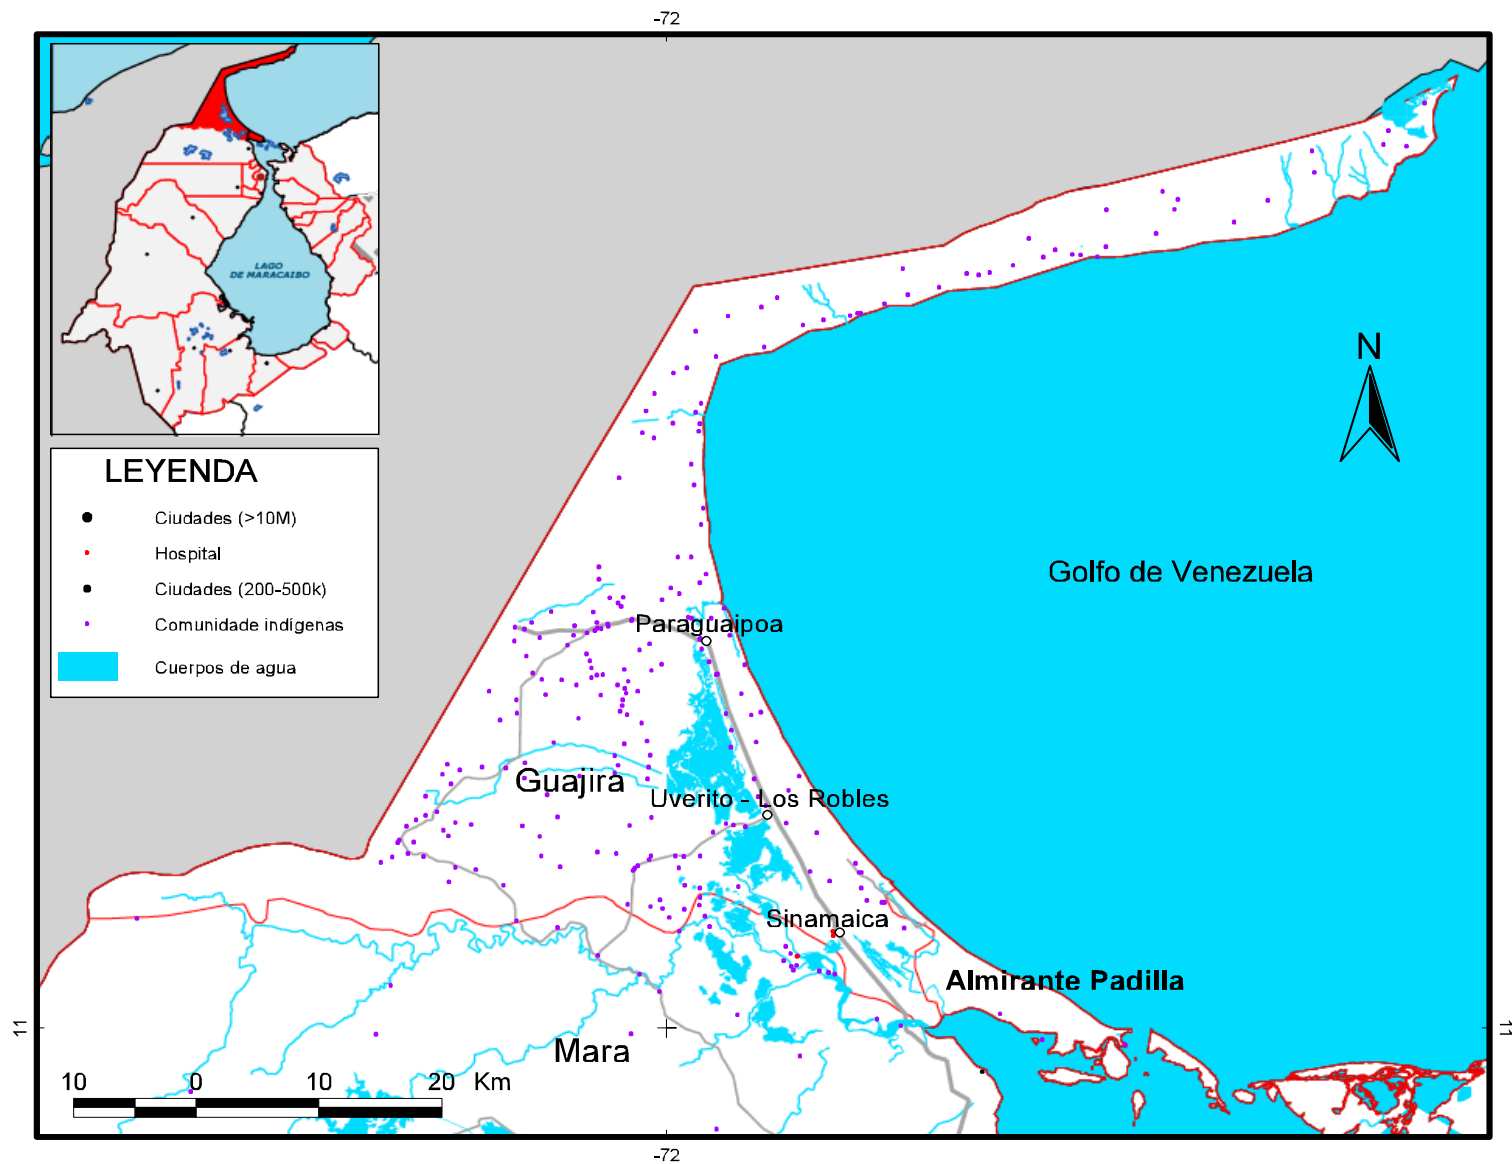 -72
LAGO
DE MARACAIBO
N
LEYENDA
Ciudades (>10M)
Hospital
Ciudades (200-500k)
Comunidade indígenas
Cuerpos de agua
Golfo de Venezuela
Paraguaipoa
Guajira
Uverito - Los Robles
Sinamaica
Almirante Padilla
11
11
Mara
10 0 10 20 Km
-72